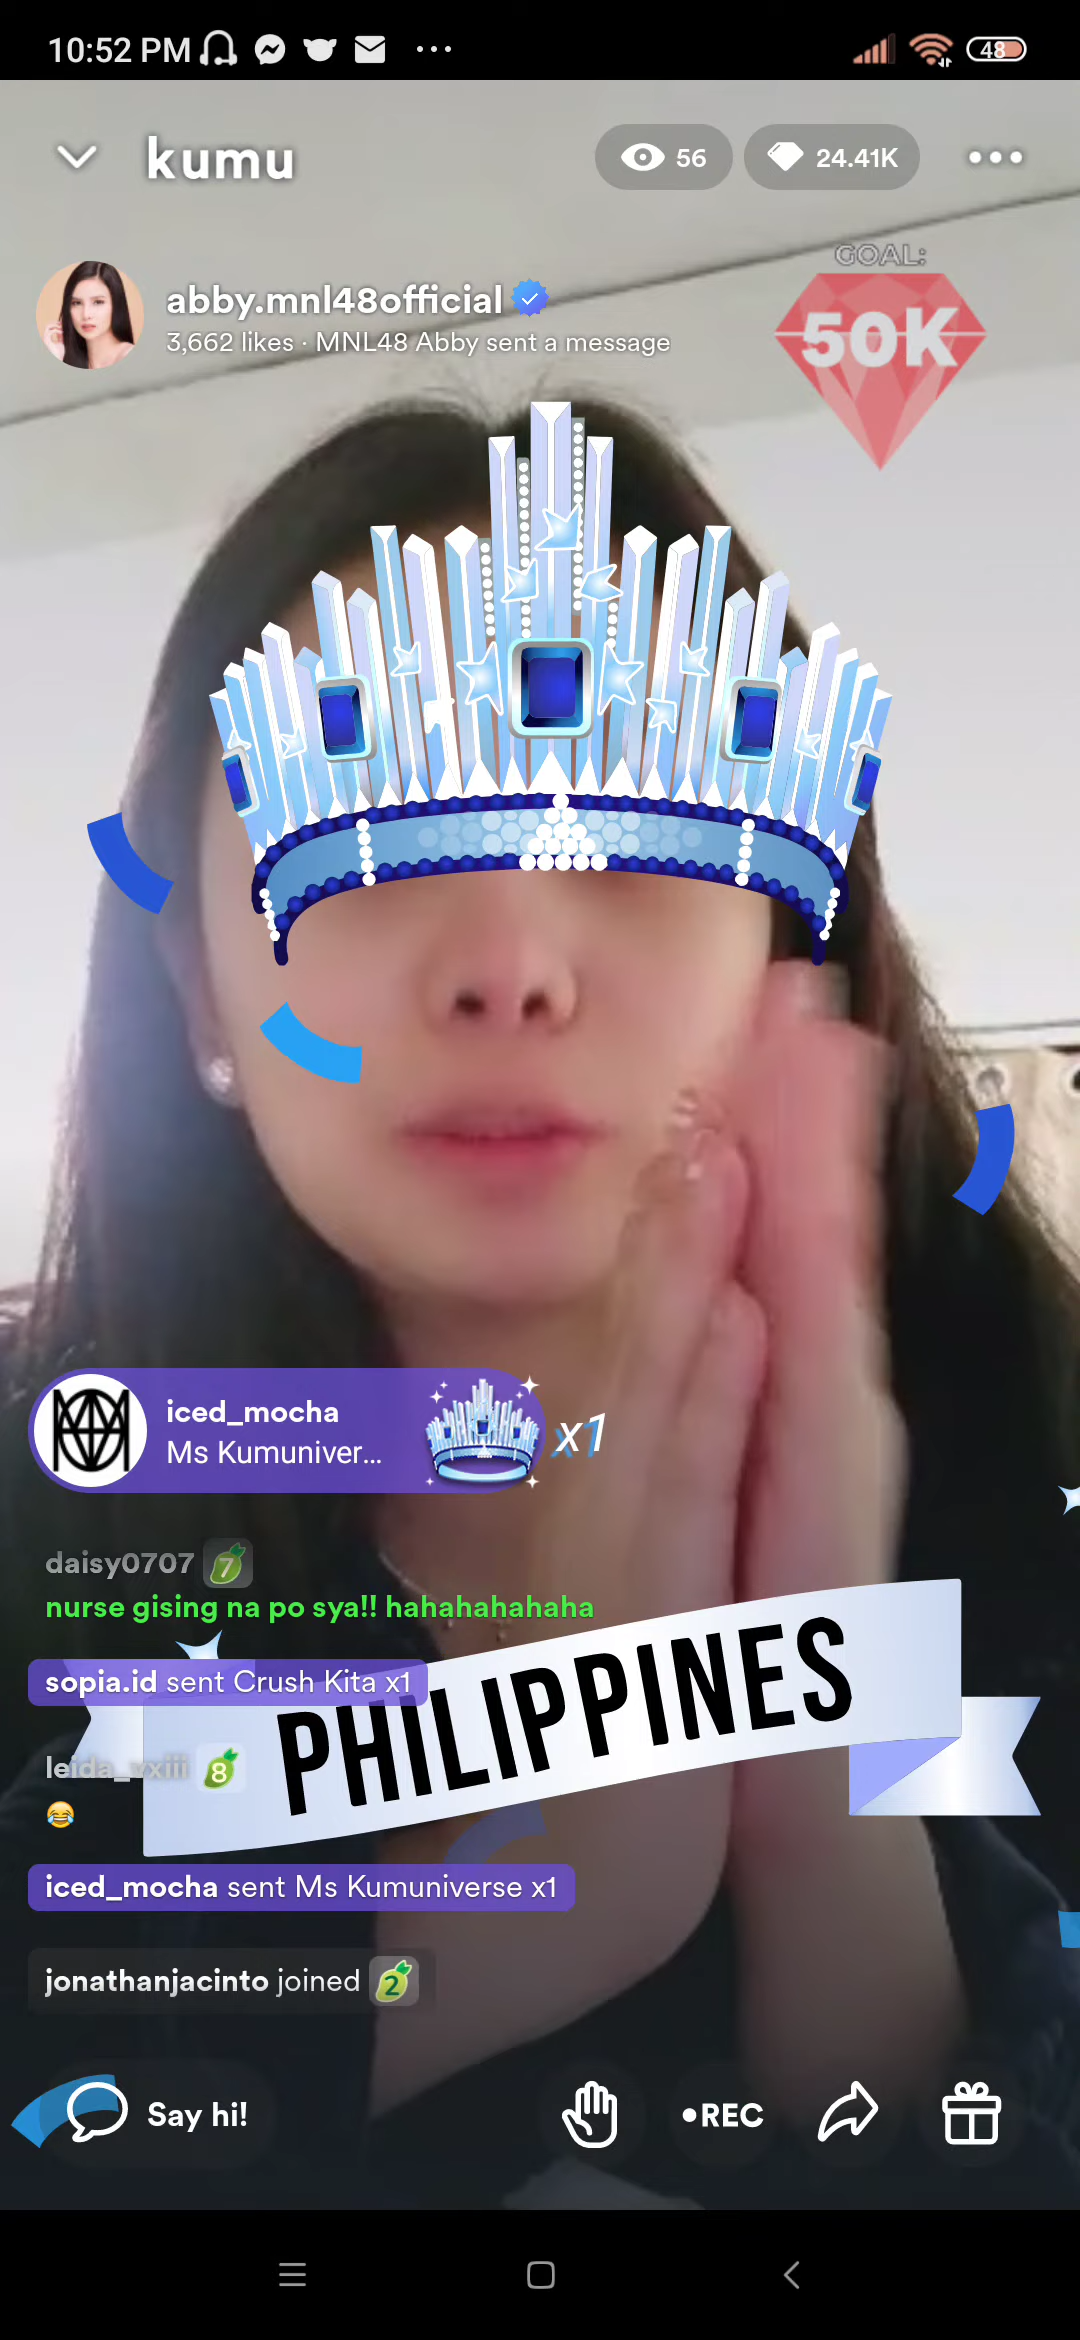 10:52 PM
48
kumu
56
24.41K
GOAL:
50K
abby.mnl48official
3,662 likes · MNL48 Abby sent a message
iced_mocha
Ms Kumuniver...
x1
daisy0707 7
nurse gising na po sya!! hahahahahaha
sopia.id sent Crush Kita x1
PHILIPPINES
leida_vxiii 8
😂
iced_mocha sent Ms Kumuniverse x1
jonathanjacinto joined 2
Say hi!
•REC